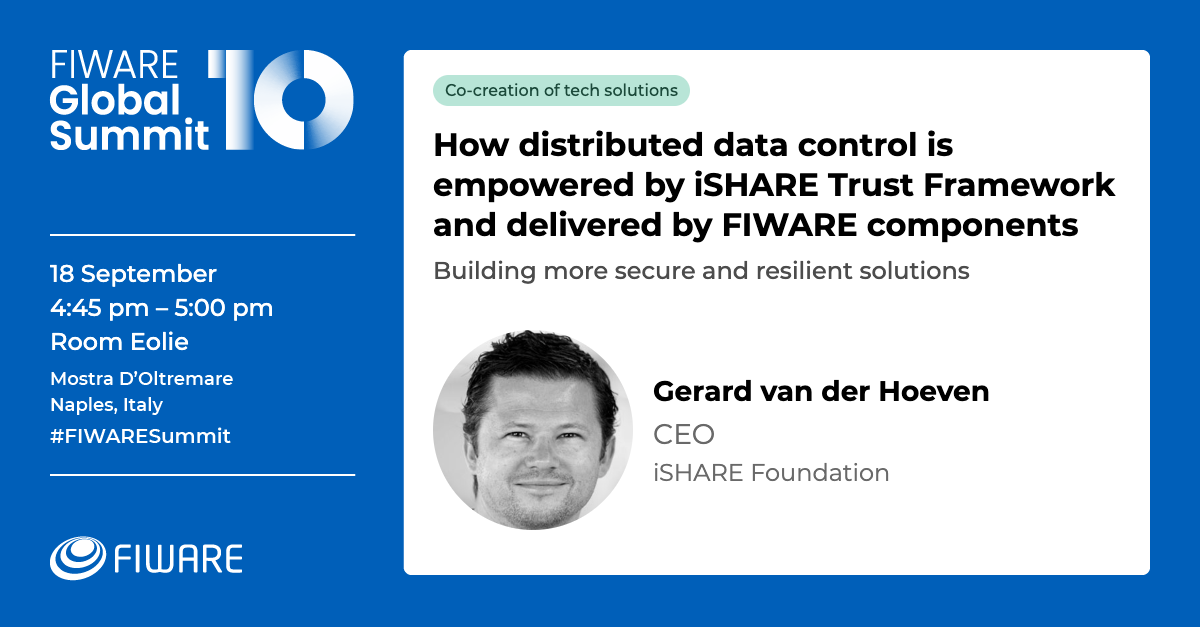 FIWARE
Global
Summit
10
18 September
4:45 pm – 5:00 pm
Room Eolie
Mostra D’Oltremare
Naples, Italy
#FIWARESummit
FIWARE
Co-creation of tech solutions
How distributed data control is
empowered by iSHARE Trust Framework
and delivered by FIWARE components
Building more secure and resilient solutions
Gerard van der Hoeven
CEO
iSHARE Foundation